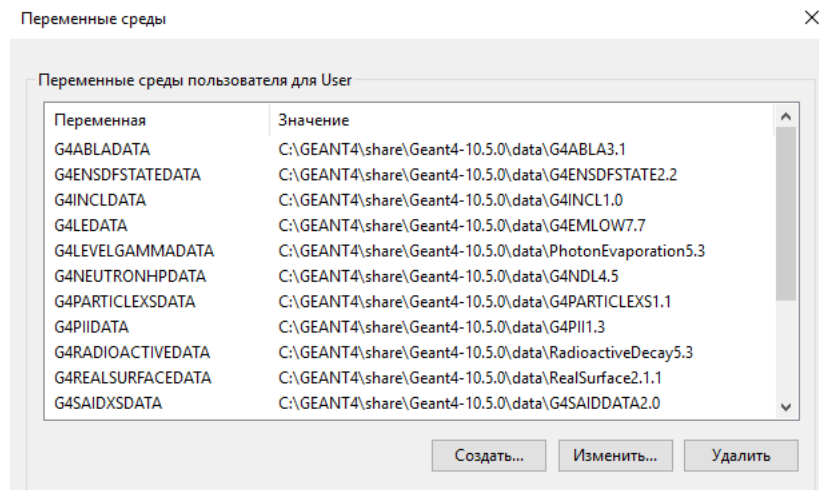 Переменные среды
Переменные среды пользователя для User
Переменная Значение
G4ABLADATA C:\GEANT4\share\Geant4-10.5.0\data\G4ABLA3.1
G4ENSDFSTATEDATA C:\GEANT4\share\Geant4-10.5.0\data\G4ENSDFSTATE2.2
G4INCLDATA C:\GEANT4\share\Geant4-10.5.0\data\G4INCL1.0
G4LEDATA C:\GEANT4\share\Geant4-10.5.0\data\G4EMLOW7.7
G4LEVELGAMMADATA C:\GEANT4\share\Geant4-10.5.0\data\PhotonEvaporation5.3
G4NEUTRONHPDATA C:\GEANT4\share\Geant4-10.5.0\data\G4NDL4.5
G4PARTICLEXSDATA C:\GEANT4\share\Geant4-10.5.0\data\G4PARTICLEXS1.1
G4PIIDATA C:\GEANT4\share\Geant4-10.5.0\data\G4PII1.3
G4RADIOACTIVEDATA C:\GEANT4\share\Geant4-10.5.0\data\RadioactiveDecay5.3
G4REALSURFACEDATA C:\GEANT4\share\Geant4-10.5.0\data\RealSurface2.1.1
G4SAIDXSDATA C:\GEANT4\share\Geant4-10.5.0\data\G4SAIDDATA2.0
Создать... Изменить... Удалить